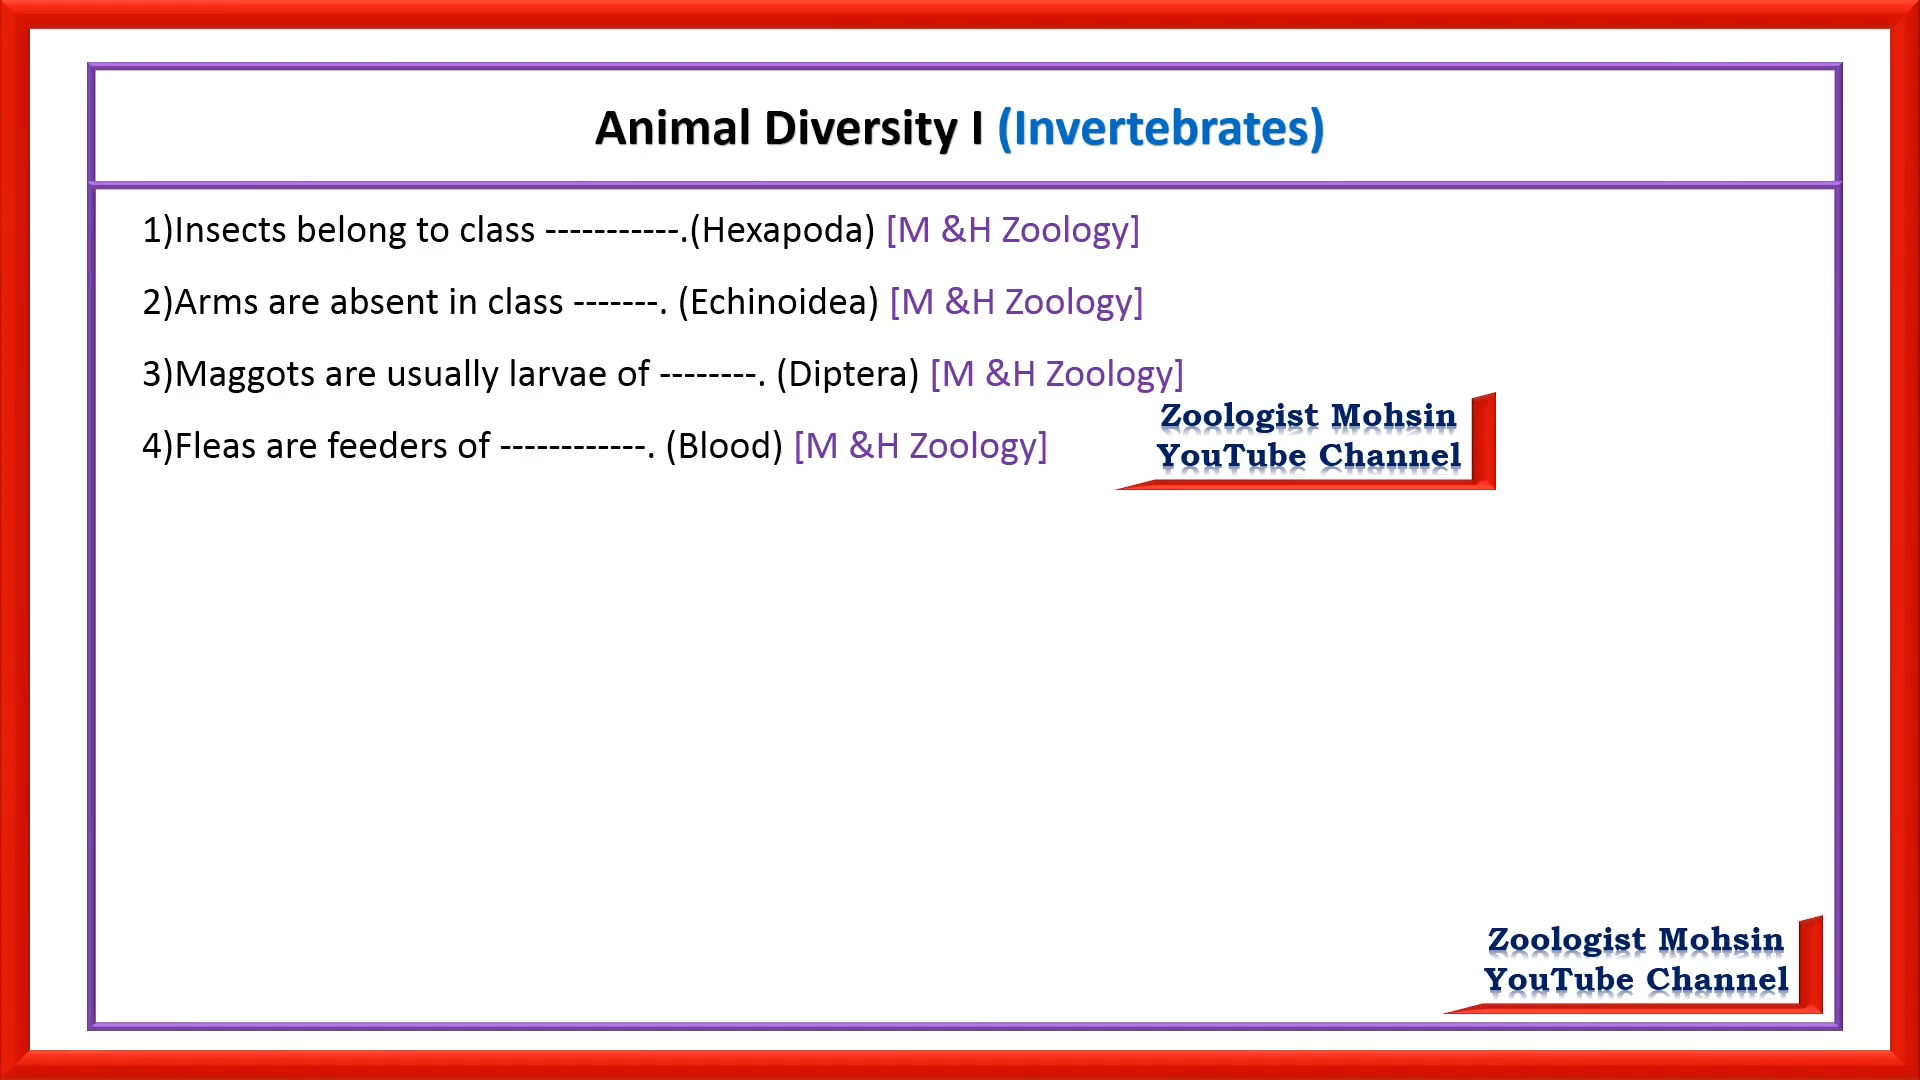 Animal Diversity I (Invertebrates)
1)Insects belong to class -----------.(Hexapoda) [M &H Zoology]
2)Arms are absent in class -------. (Echinoidea) [M &H Zoology]
3)Maggots are usually larvae of --------. (Diptera) [M &H Zoology]
4)Fleas are feeders of ------------. (Blood) [M &H Zoology]
Zoologist Mohsin
YouTube Channel
Zoologist Mohsin
YouTube Channel